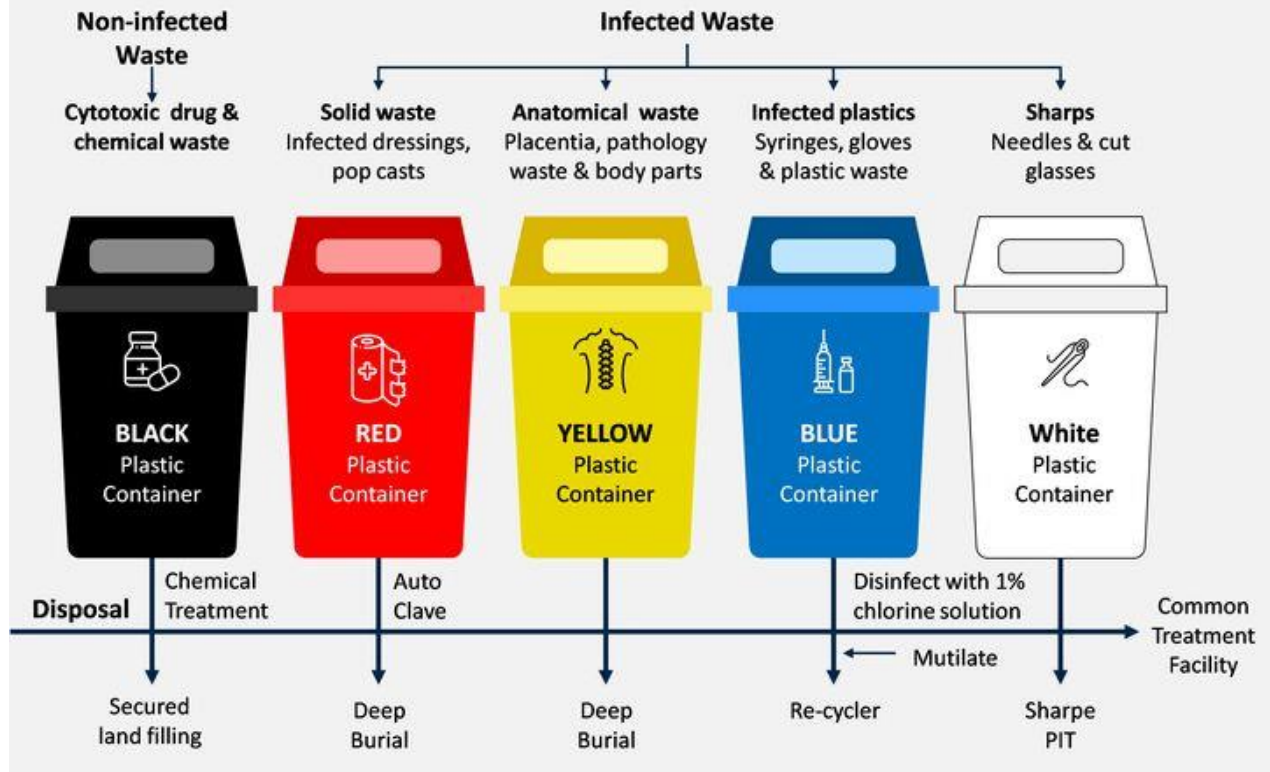 Non-infected
Waste
Infected Waste
Cytotoxic drug &
chemical waste
Solid waste
Infected dressings,
pop casts
Anatomical waste
Placentia, pathology
waste & body parts
Infected plastics
Syringes, gloves
& plastic waste
Sharps
Needles & cut
glasses
BLACK
Plastic
Container
RED
Plastic
Container
YELLOW
Plastic
Container
BLUE
Plastic
Container
White
Plastic
Container
Disposal
Chemical
Treatment
Auto
Clave
Disinfect with 1%
chlorine solution
Mutilate
Common
Treatment
Facility
Secured
land filling
Deep
Burial
Deep
Burial
Re-cycler
Sharpe
PIT